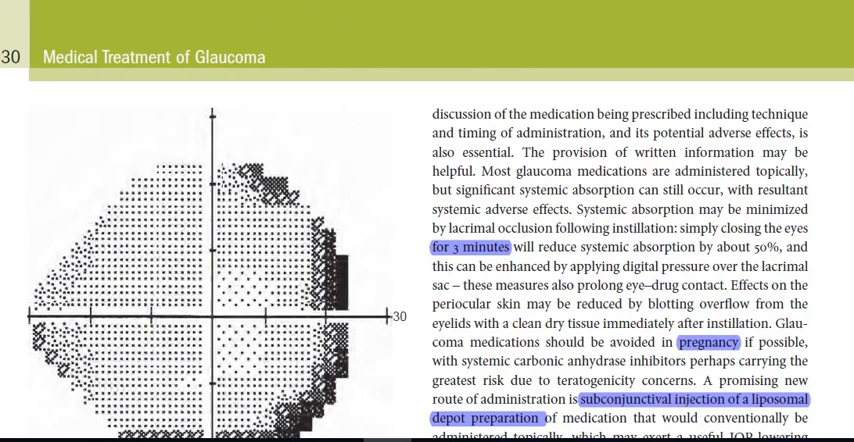 30 Medical Treatment of Glaucoma
30
discussion of the medication being prescribed including technique
and timing of administration, and its potential adverse effects, is
also essential. The provision of written information may be
helpful. Most glaucoma medications are administered topically,
but significant systemic absorption can still occur, with resultant
systemic adverse effects. Systemic absorption may be minimized
by lacrimal occlusion following instillation: simply closing the eyes
for 3 minutes will reduce systemic absorption by about 50%, and
this can be enhanced by applying digital pressure over the lacrimal
sac – these measures also prolong eye–drug contact. Effects on the
periocular skin may be reduced by blotting overflow from the
eyelids with a clean dry tissue immediately after instillation. Glau-
coma medications should be avoided in pregnancy if possible,
with systemic carbonic anhydrase inhibitors perhaps carrying the
greatest risk due to teratogenicity concerns. A promising new
route of administration is subconjunctival injection of a liposomal
depot preparation of medication that would conventionally be
administered topically, which may exert a useful IOP-lowering